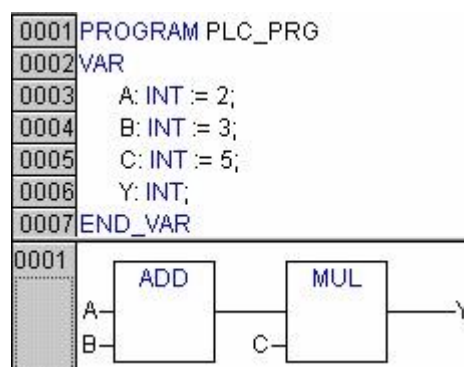 0001 PROGRAM PLC_PRG
0002 VAR
0003 A: INT := 2;
0004 B: INT := 3;
0005 C: INT := 5;
0006 Y: INT;
0007 END_VAR
0001
ADD MUL
A Y
B C